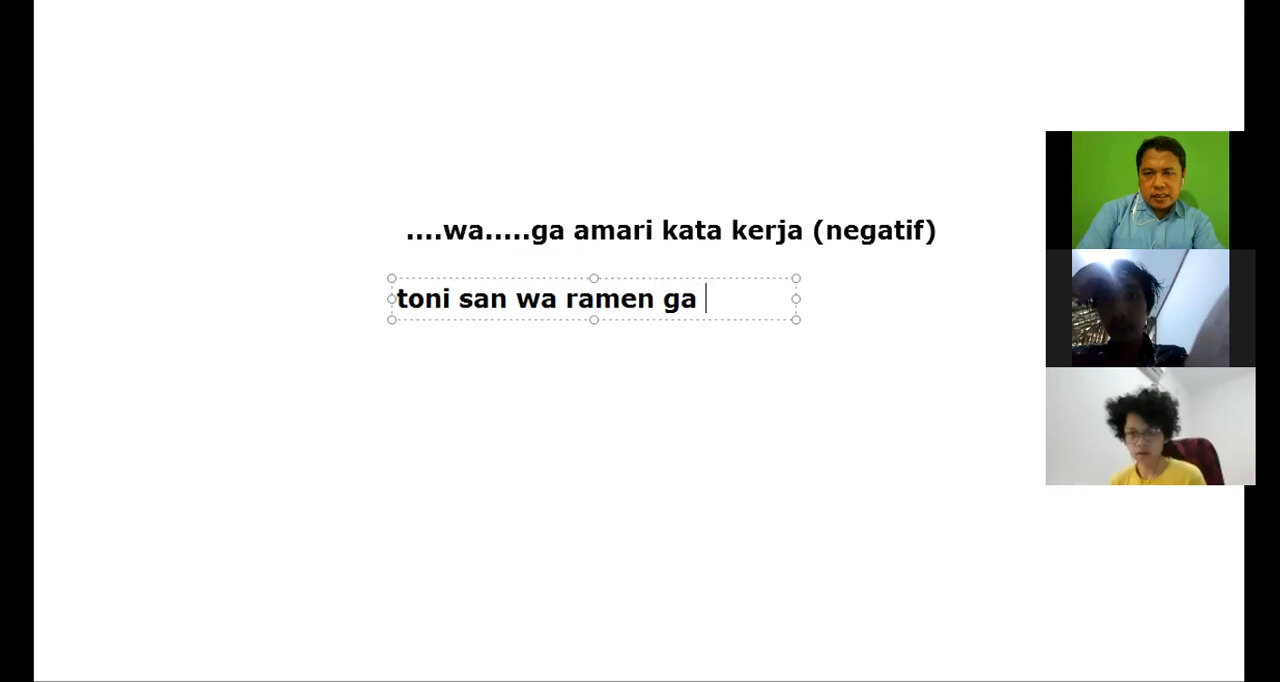 ....wa.....ga amari kata kerja (negatif)
toni san wa ramen ga